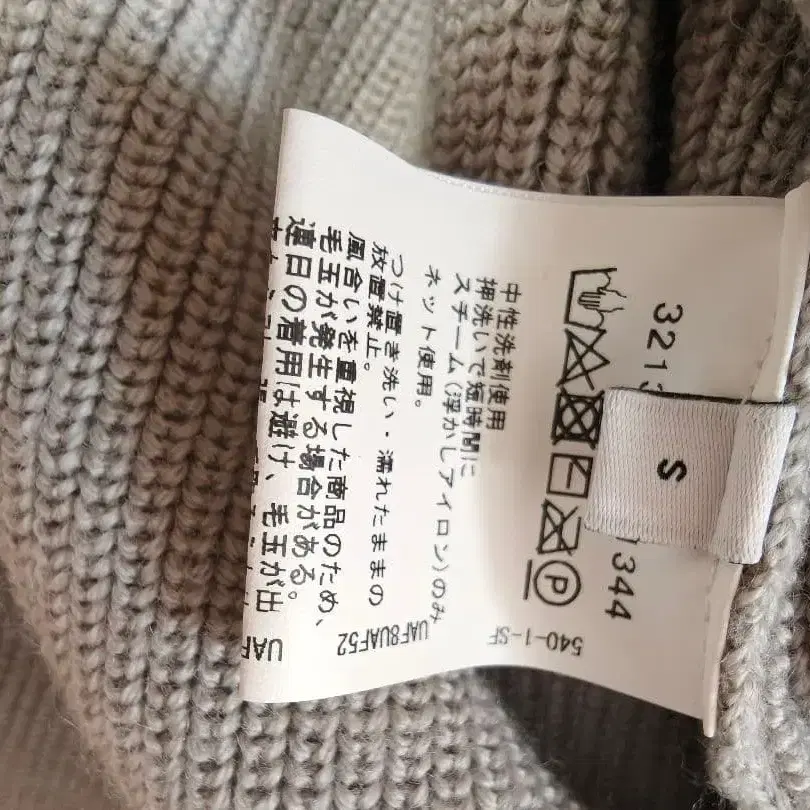 321
344
S
中性洗剤使用
押洗いで短時間に
スチーム(浮かしアイロン)のみ
ネット使用。
つけ置き洗い・濡れたままの
放置禁止。
風合いを重視した商品のため、
毛玉が発生する場合がある。
連日の着用は避け、毛玉が出
P
540-1-SF
UAF8UAF52
UAF